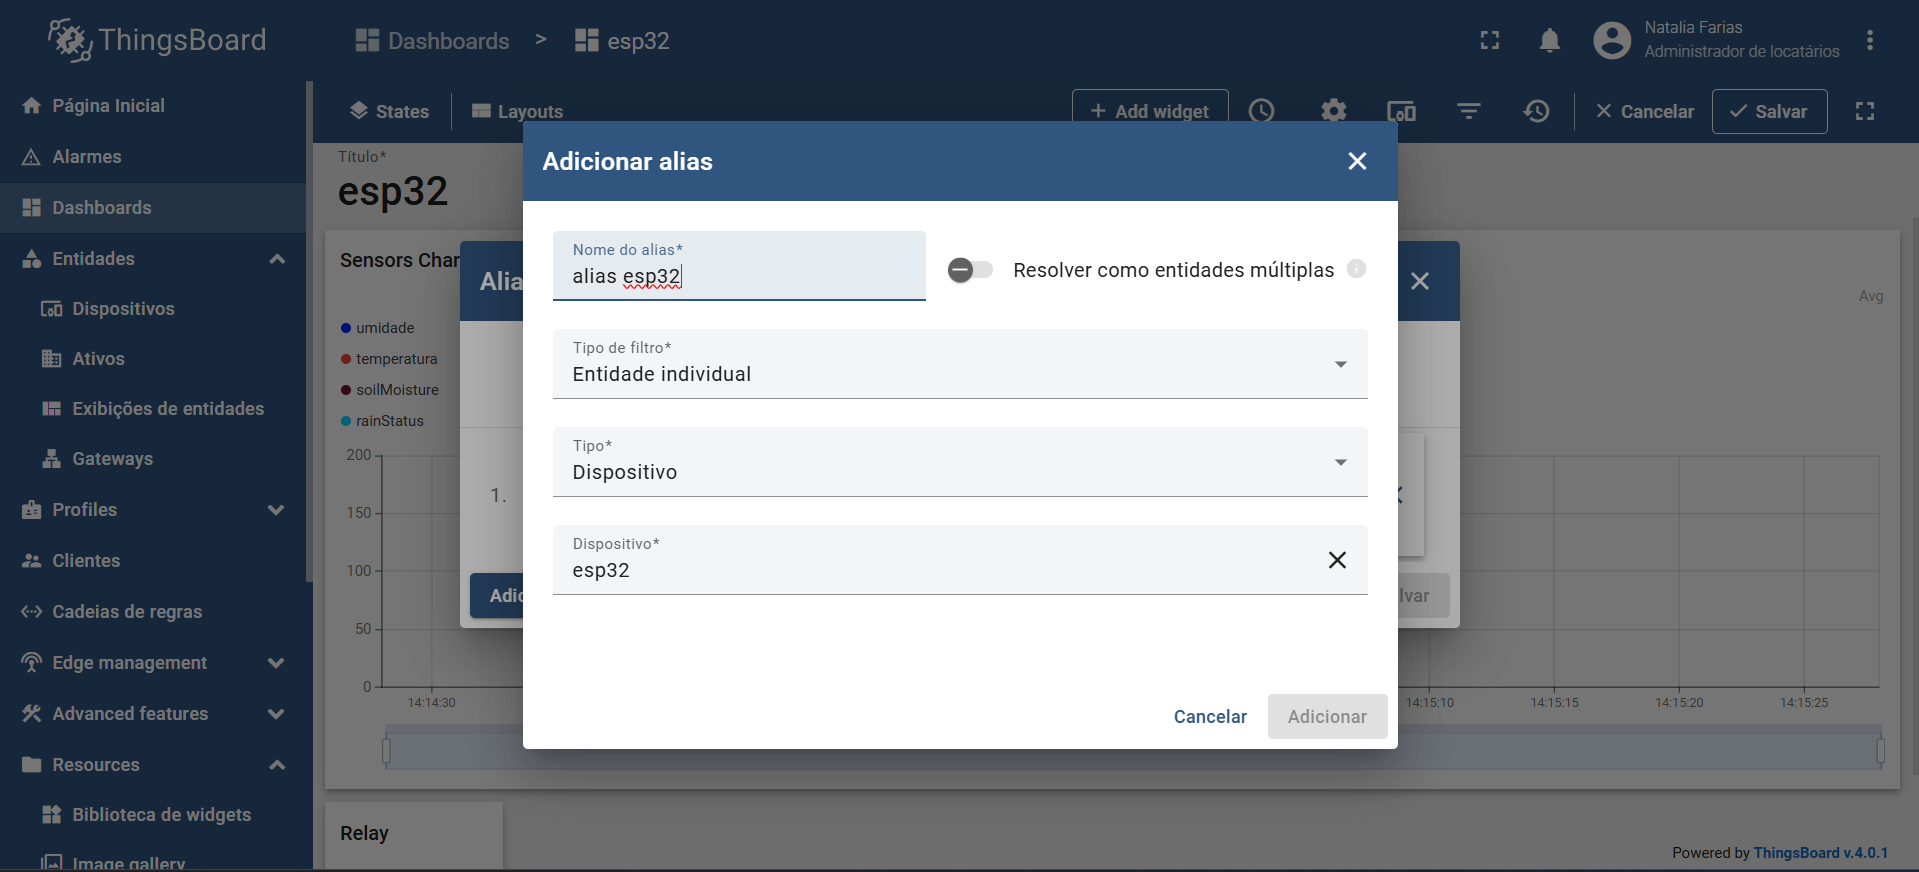 ThingsBoard
Dashboards > esp32
Natalia Farias
Administrador de locatários
Página Inicial
Alarmes
Dashboards
Entidades
Dispositivos
Ativos
Exibições de entidades
Gateways
Profiles
Clientes
Cadeias de regras
Edge management
Advanced features
Resources
Biblioteca de widgets
Image gallery
States
Layouts
+ Add widget
Cancelar
Salvar
Título*
esp32
Sensors Char
umidade
temperatura
soilMoisture
rainStatus
Avg
200
150
100
50
0
14:14:30
14:15:10
14:15:15
14:15:20
14:15:25
Alia
1.
Adic
lvar
Adicionar alias
Nome do alias*
alias esp32
Resolver como entidades múltiplas
Tipo de filtro*
Entidade individual
Tipo*
Dispositivo
Dispositivo*
esp32
Cancelar
Adicionar
Relay
Powered by ThingsBoard v.4.0.1